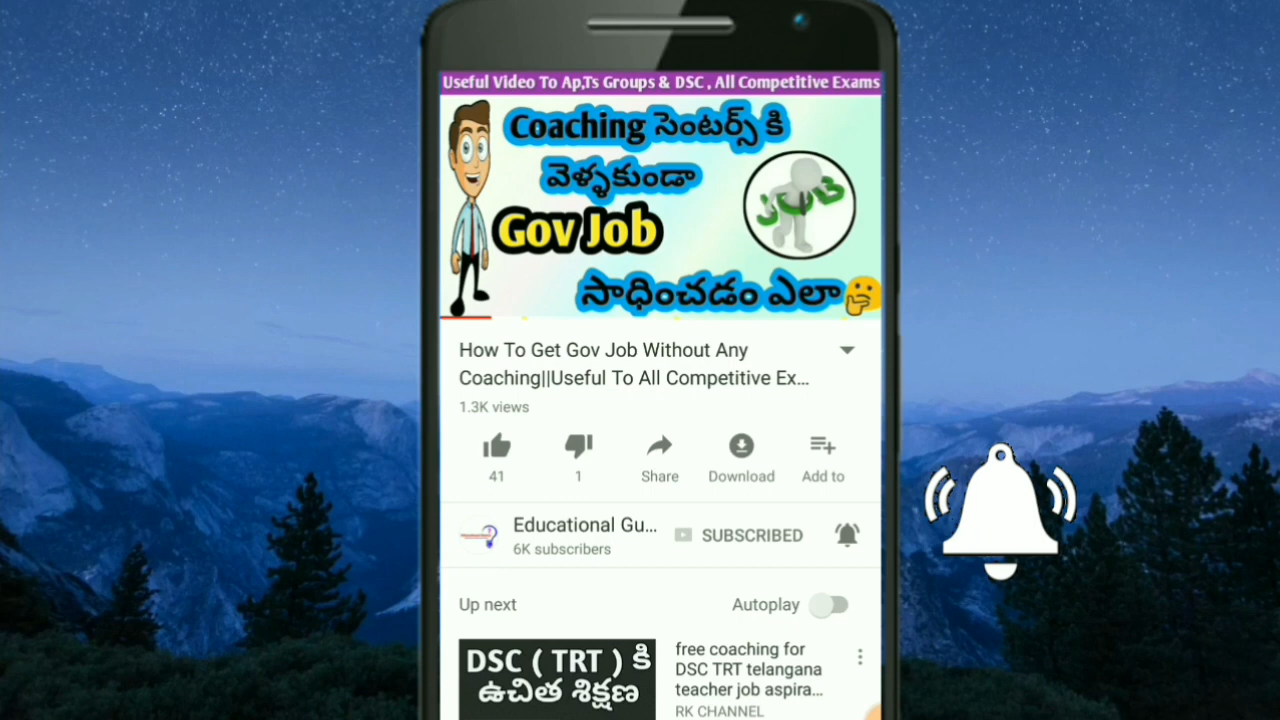 Useful Video To Ap,Ts Groups & DSC , All Competitive Exams
Coaching సెంటర్స్ కి
వెళ్ళకుండా
JOB
Gov Job
సాధించడం ఎలా
How To Get Gov Job Without Any
Coaching||Useful To All Competitive Ex...
1.3K views
41
1
Share
Download
Add to
Educational Gu...
SUBSCRIBED
6K subscribers
Up next
Autoplay
DSC ( TRT ) కి
ఉచిత శిక్షణ
free coaching for
DSC TRT telangana
teacher job aspira...
RK CHANNEL